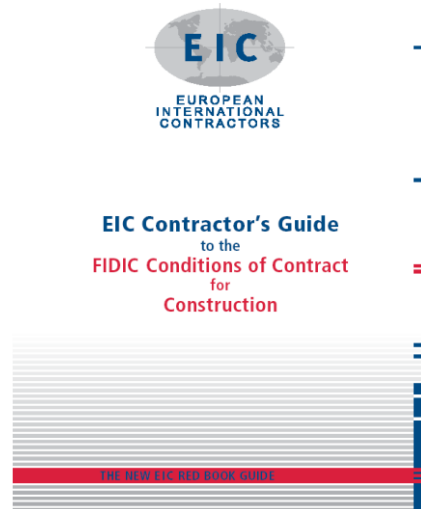 EIC
EUROPEAN
INTERNATIONAL
CONTRACTORS
EIC Contractor's Guide
to the
FIDIC Conditions of Contract
for
Construction
THE NEW EIC RED BOOK GUIDE